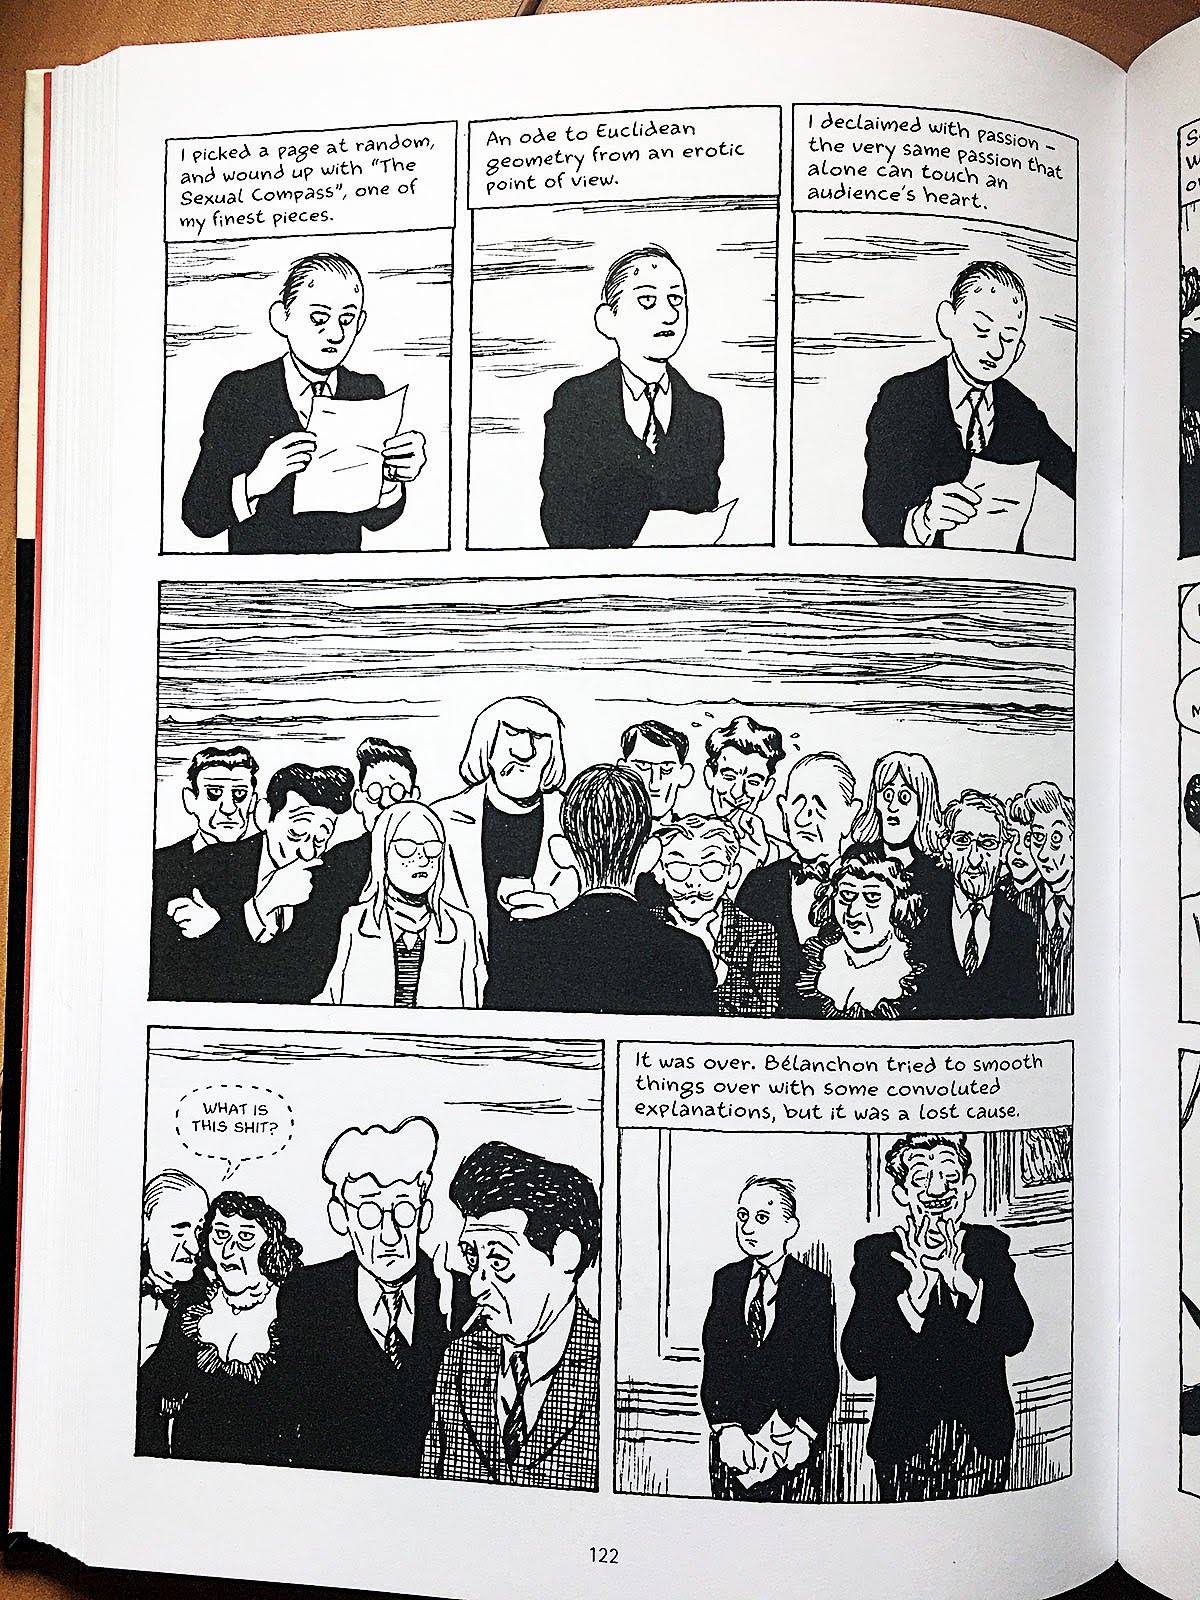 I picked a page at random,
and wound up with "The
Sexual Compass", one of
my finest pieces.
An ode to Euclidean
geometry from an erotic
point of view.
I declaimed with passion –
the very same passion that
alone can touch an
audience's heart.
WHAT IS
THIS SHIT?
It was over. Bélanchon tried to smooth
things over with some convoluted
explanations, but it was a lost cause.
122